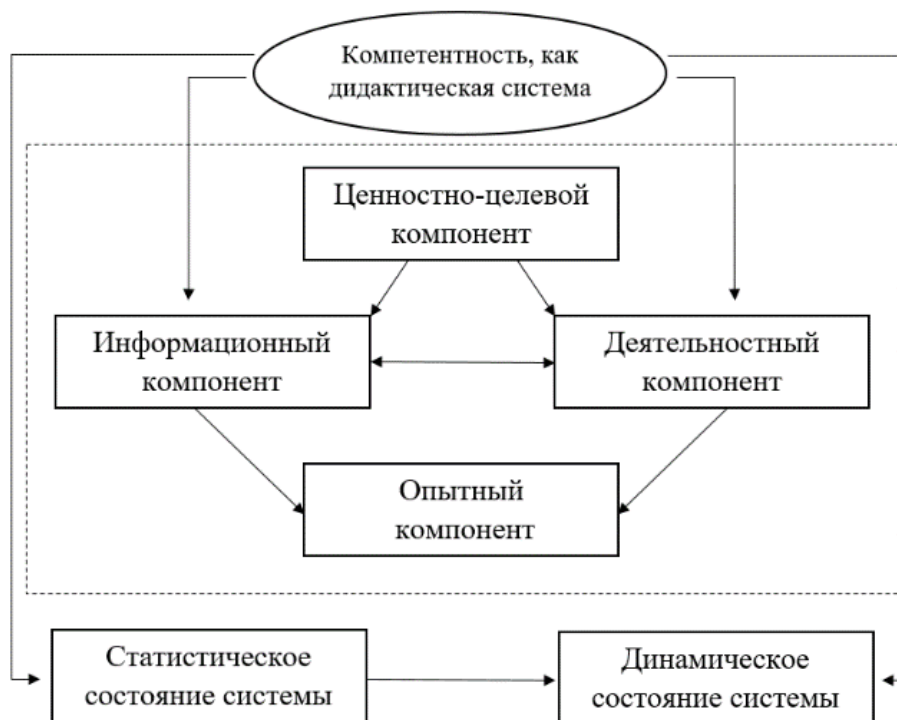 Компетентность, как
дидактическая система
Ценностно-целевой
компонент
Информационный
компонент
Деятельностный
компонент
Опытный
компонент
Статистическое
состояние системы
Динамическое
состояние системы